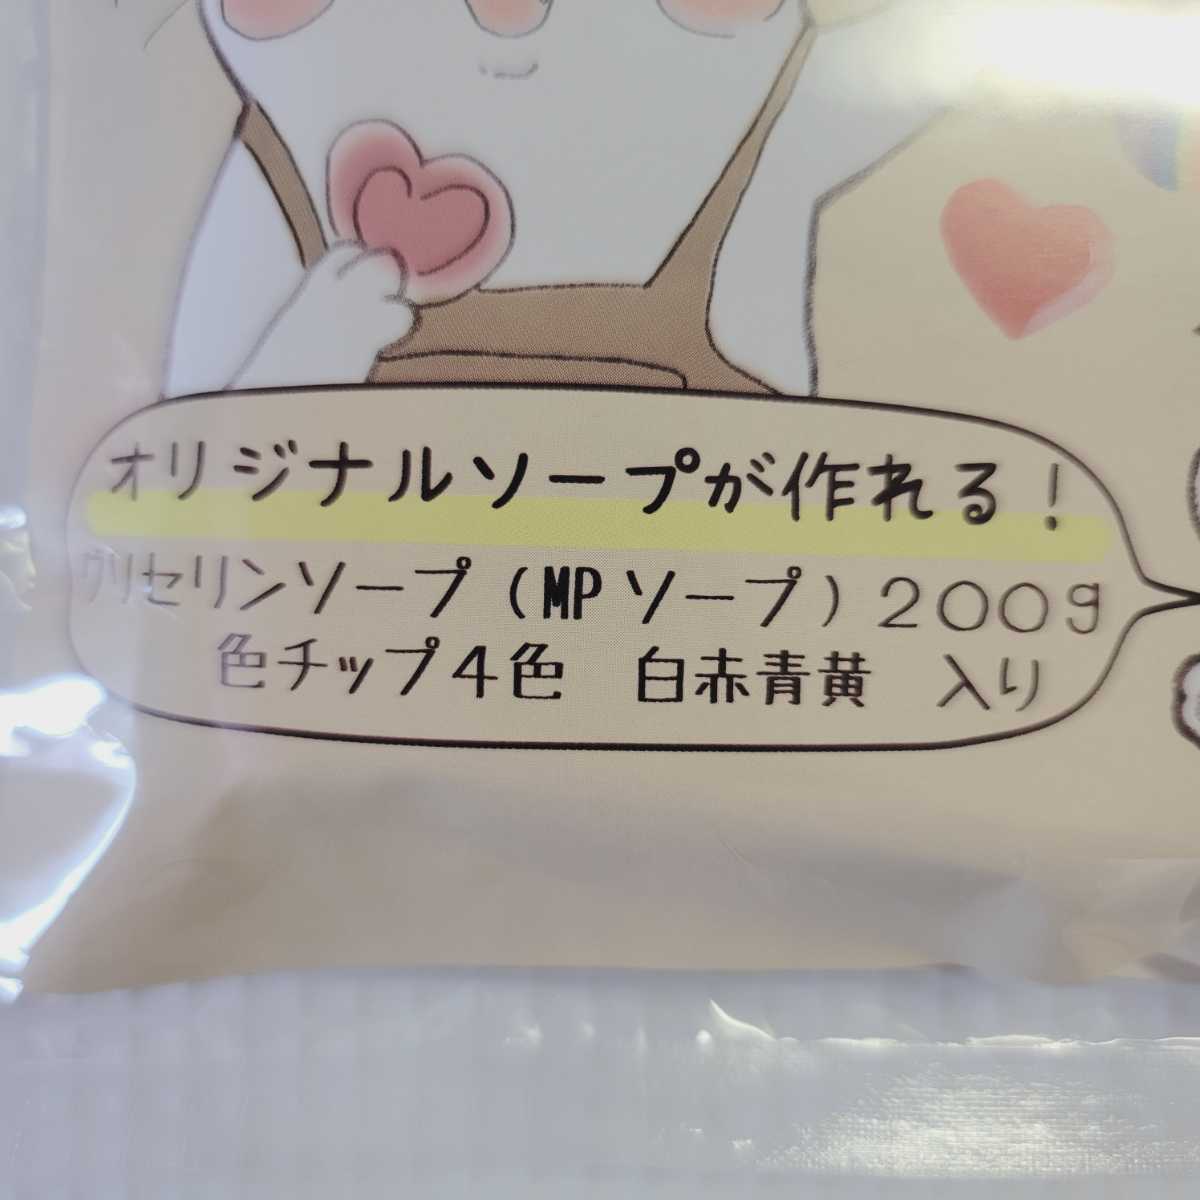 オリジナルソープが作れる!
グリセリンソープ(MPソープ)200g
色チップ4色　白赤青黄　入り